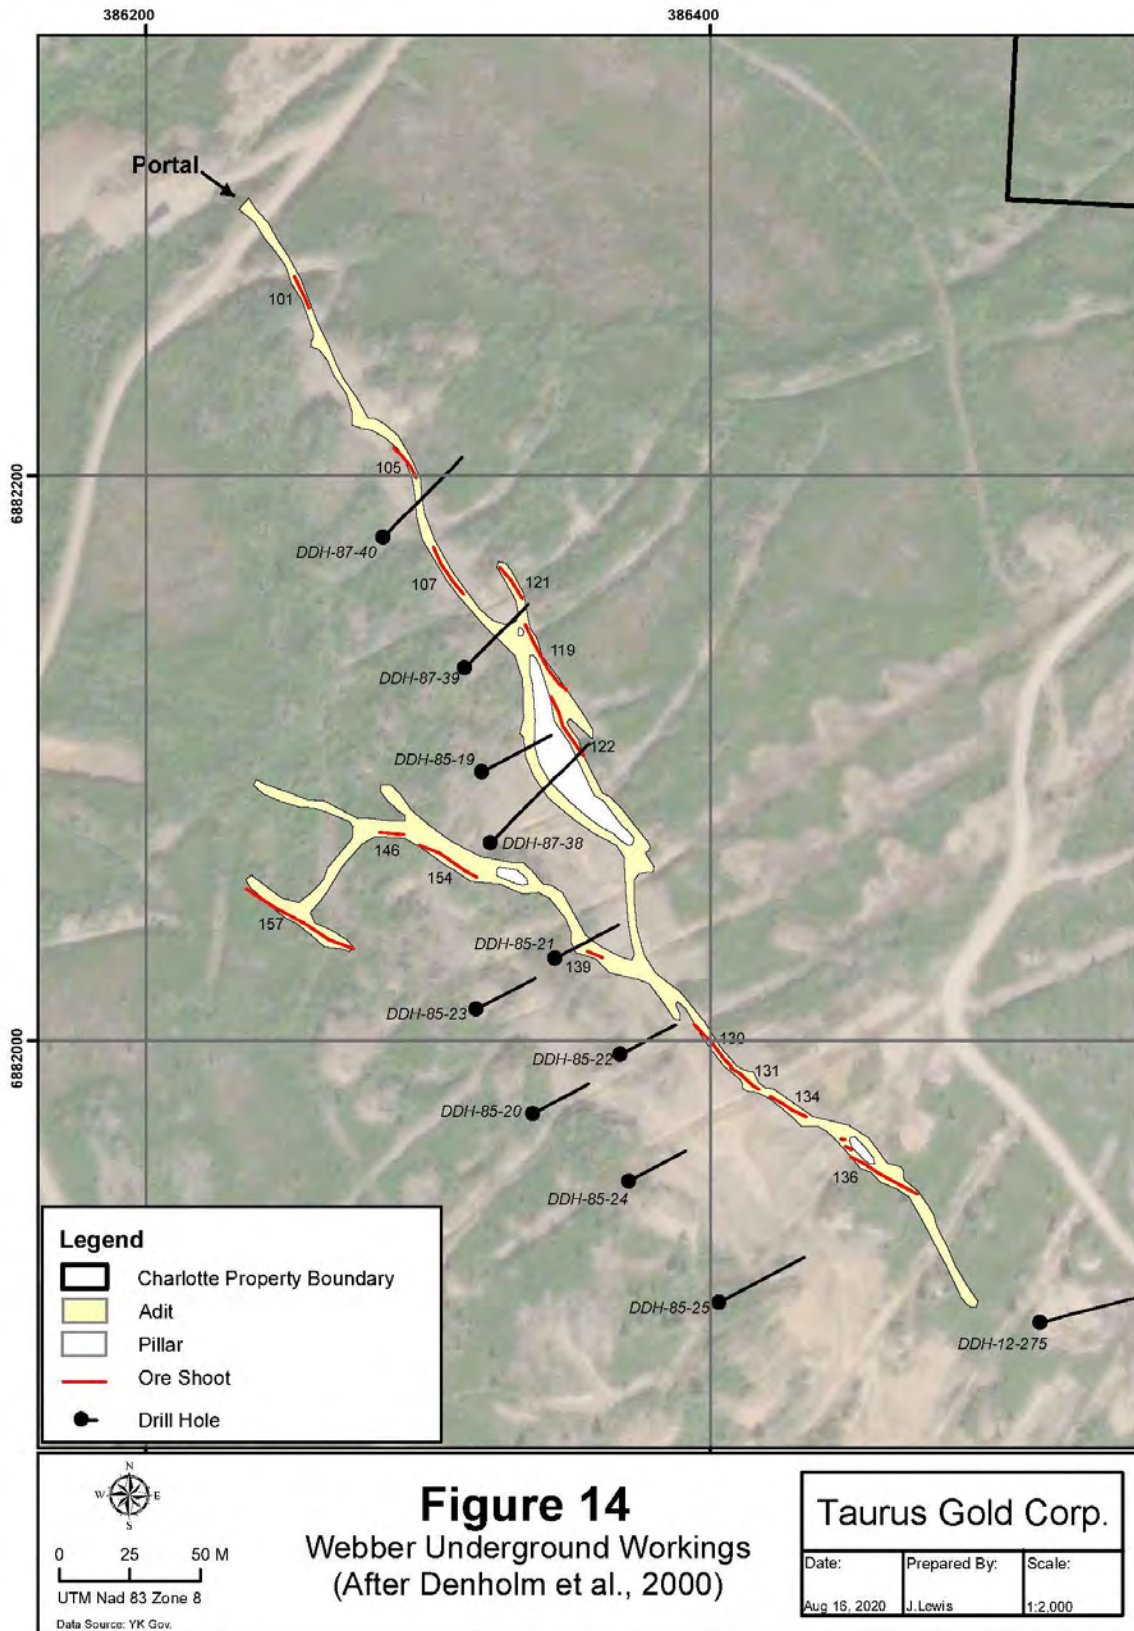 386200
386400
Portal
101
105
6882200
DDH-87-40
107
121
119
DDH-87-39
122
DDH-85-19
DDH-87-38
146
154
157
DDH-85-21
139
DDH-85-23
6882000
130
DDH-85-22
131
134
DDH-85-20
136
DDH-85-24
DDH-85-25
DDH-12-275
Legend
Charlotte Property Boundary
Adit
Pillar
Ore Shoot
Drill Hole
N
W E
S
0 25 50 M
UTM Nad 83 Zone 8
Data Source: YK Gov.
Figure 14
Webber Underground Workings
(After Denholm et al., 2000)
Taurus Gold Corp.
Date: Prepared By: Scale:
Aug 16, 2020 J.Lewis 1:2,000